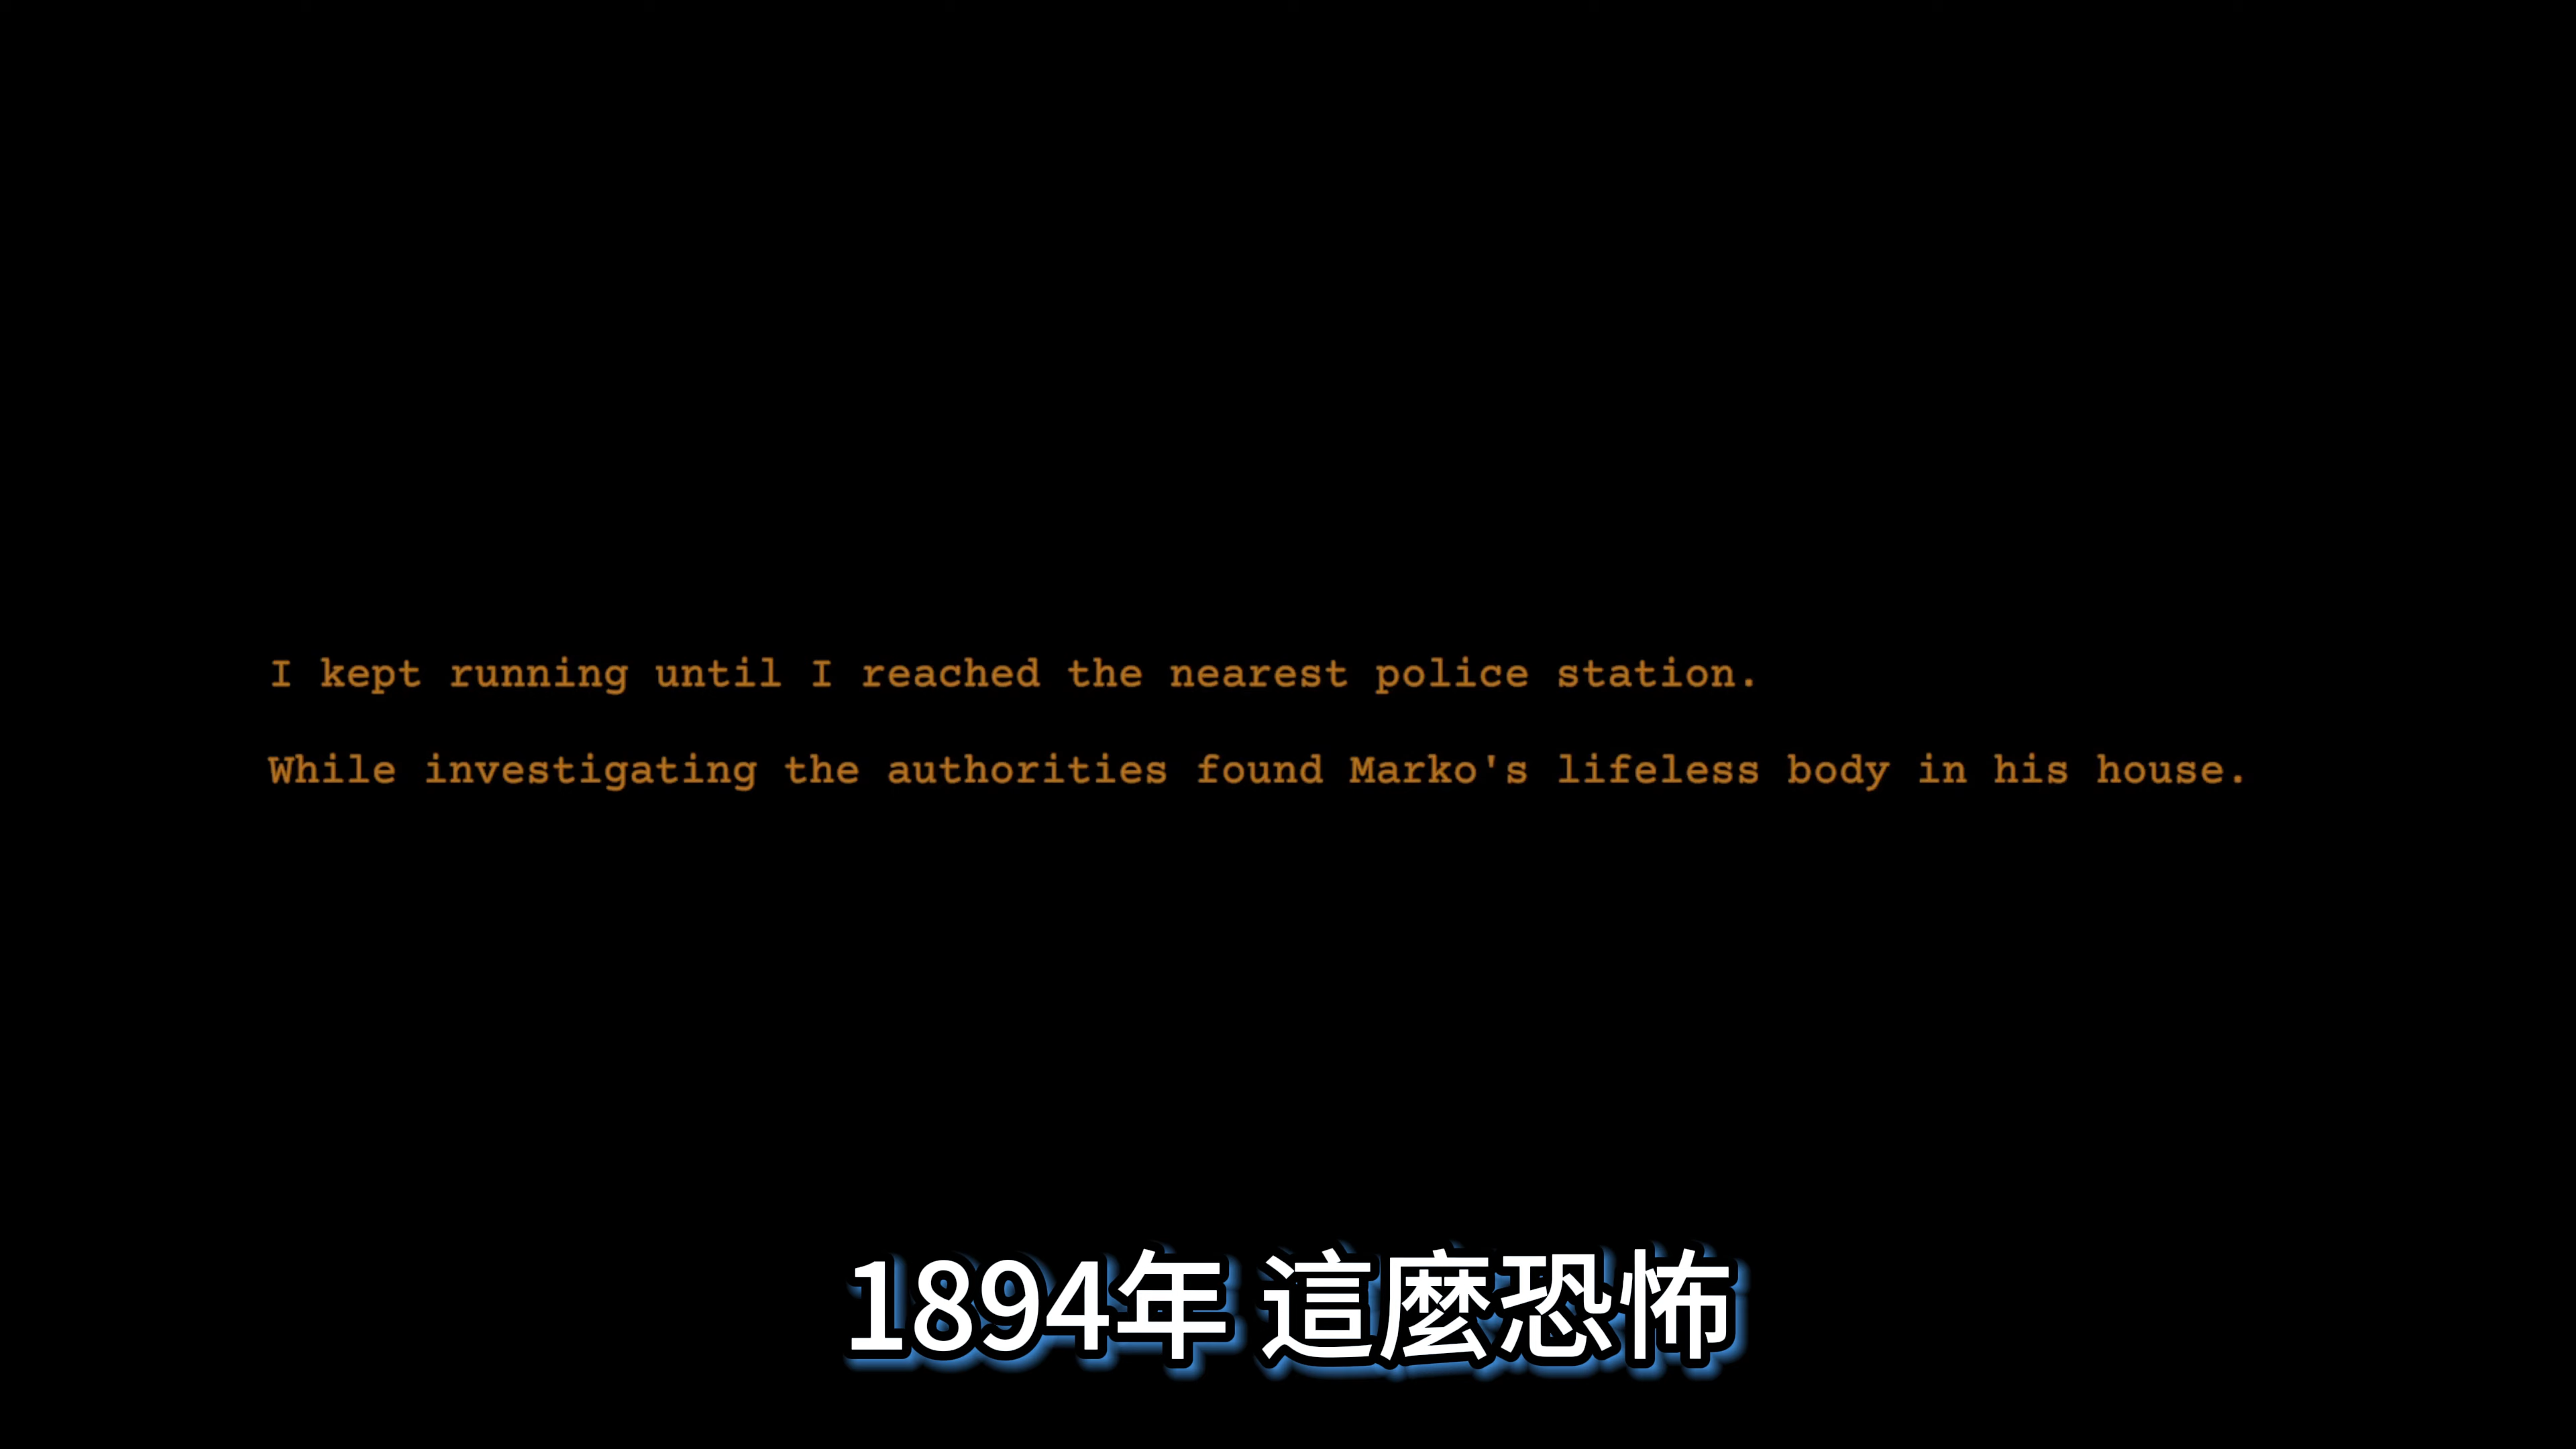 I kept running until I reached the nearest police station.
While investigating the authorities found Marko's lifeless body in his house.
1894年 這麼恐怖